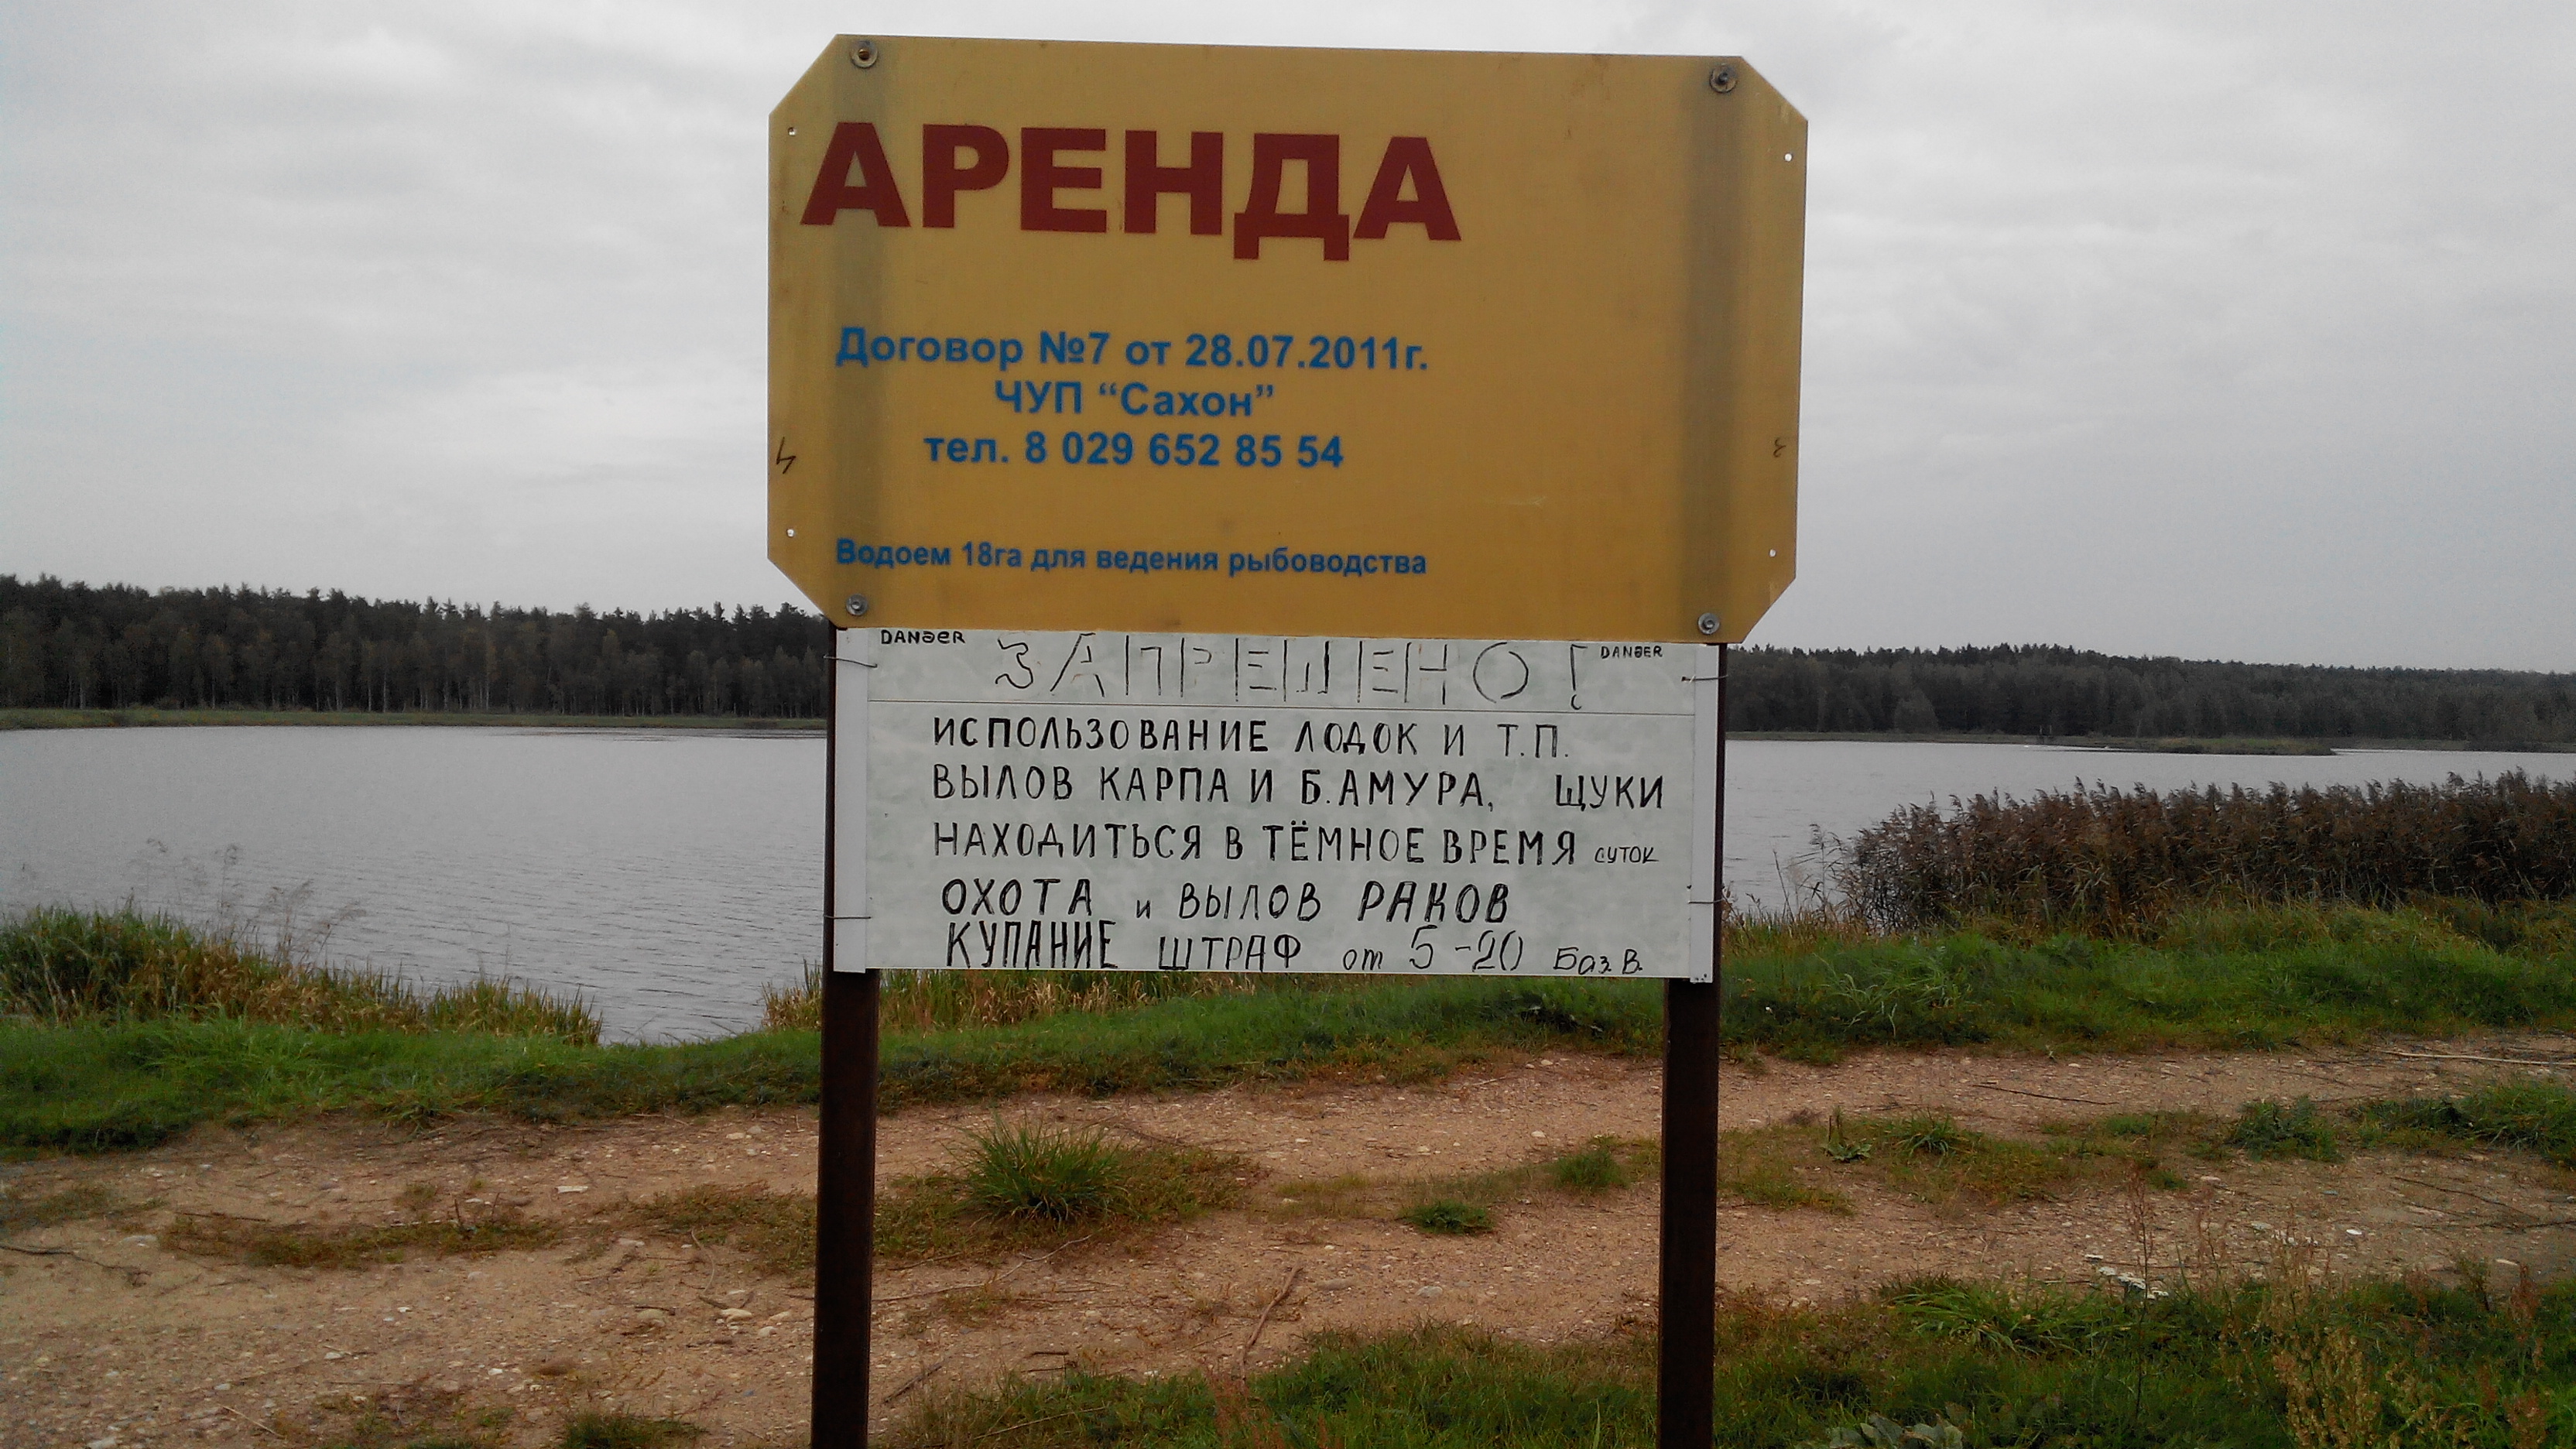 АРЕНДА
Договор №7 от 28.07.2011г.
ЧУП “Сахон”
тел. 8 029 652 85 54
Водоем 18га для ведения рыбоводства
DANGER ЗАПРЕЩЕНО! DANGER
ИСПОЛЬЗОВАНИЕ ЛОДОК И Т.П.
ВЫЛОВ КАРПА И Б.АМУРА, ЩУКИ
НАХОДИТЬСЯ В ТЁМНОЕ ВРЕМЯ СУТОК
ОХОТА и ВЫЛОВ РАКОВ
КУПАНИЕ ШТРАФ от 5-20 Баз.В.